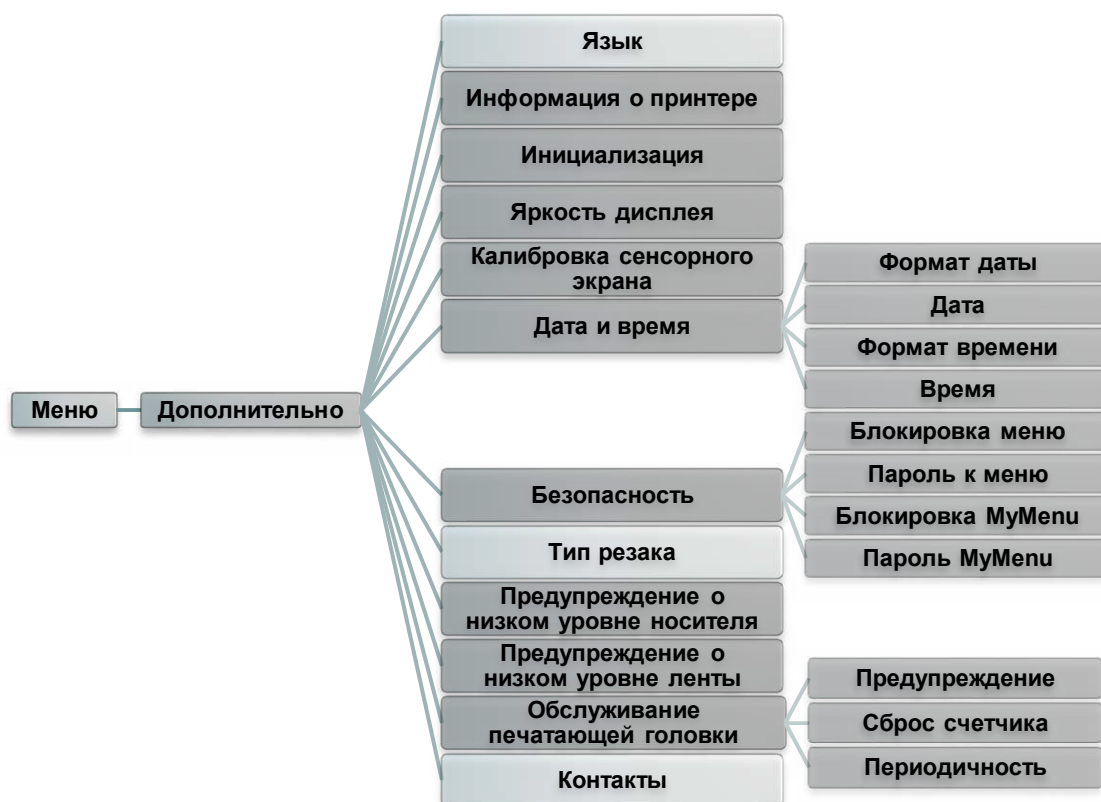 Язык
Информация о принтере
Инициализация
Яркость дисплея
Калибровка сенсорного
экрана
Дата и время
Формат даты
Дата
Формат времени
Время
Меню
Дополнительно
Безопасность
Блокировка меню
Пароль к меню
Блокировка MyMenu
Пароль MyMenu
Тип резака
Предупреждение о
низком уровне носителя
Предупреждение о
низком уровне ленты
Обслуживание
печатающей головки
Предупреждение
Сброс счетчика
Периодичность
Контакты